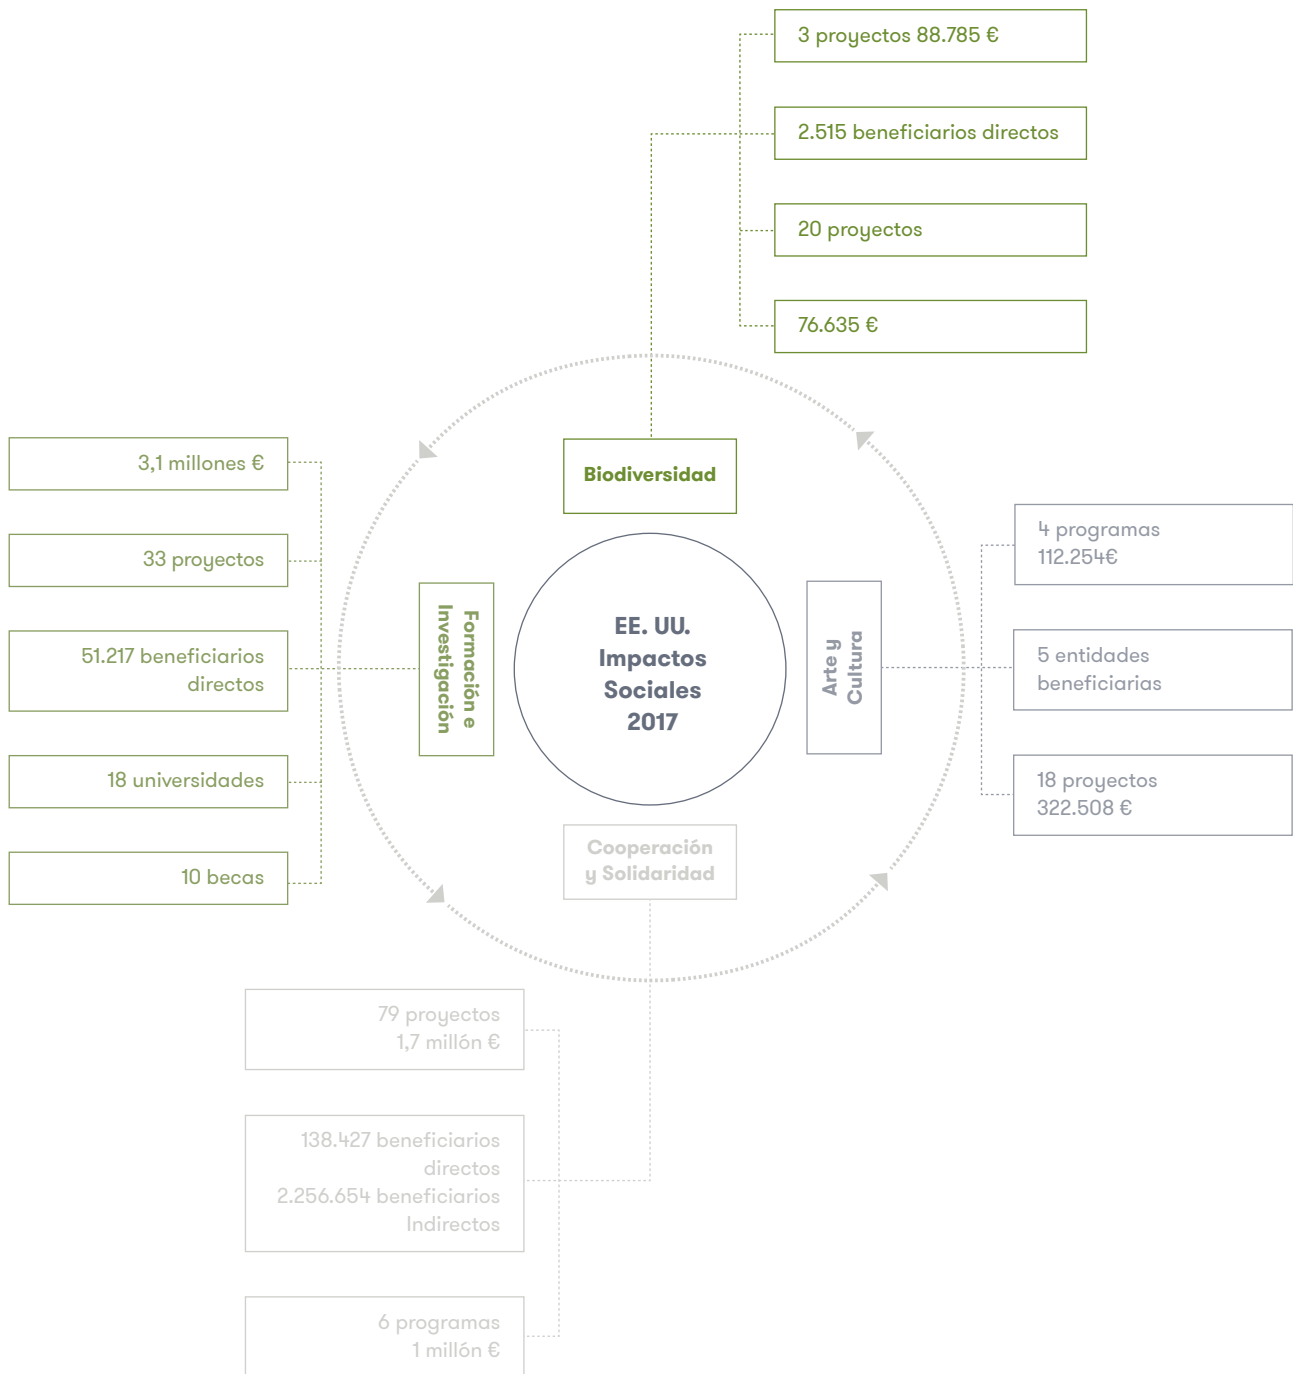 3 proyectos 88.785 €
2.515 beneficiarios directos
20 proyectos
76.635 €
Biodiversidad
3,1 millones €
33 proyectos
51.217 beneficiarios
directos
18 universidades
10 becas
Formación e
Investigación
EE. UU.
Impactos
Sociales
2017
Arte y
Cultura
4 programas
112.254€
5 entidades
beneficiarias
18 proyectos
322.508 €
Cooperación
y Solidaridad
79 proyectos
1,7 millón €
138.427 beneficiarios
directos
2.256.654 beneficiarios
Indirectos
6 programas
1 millón €